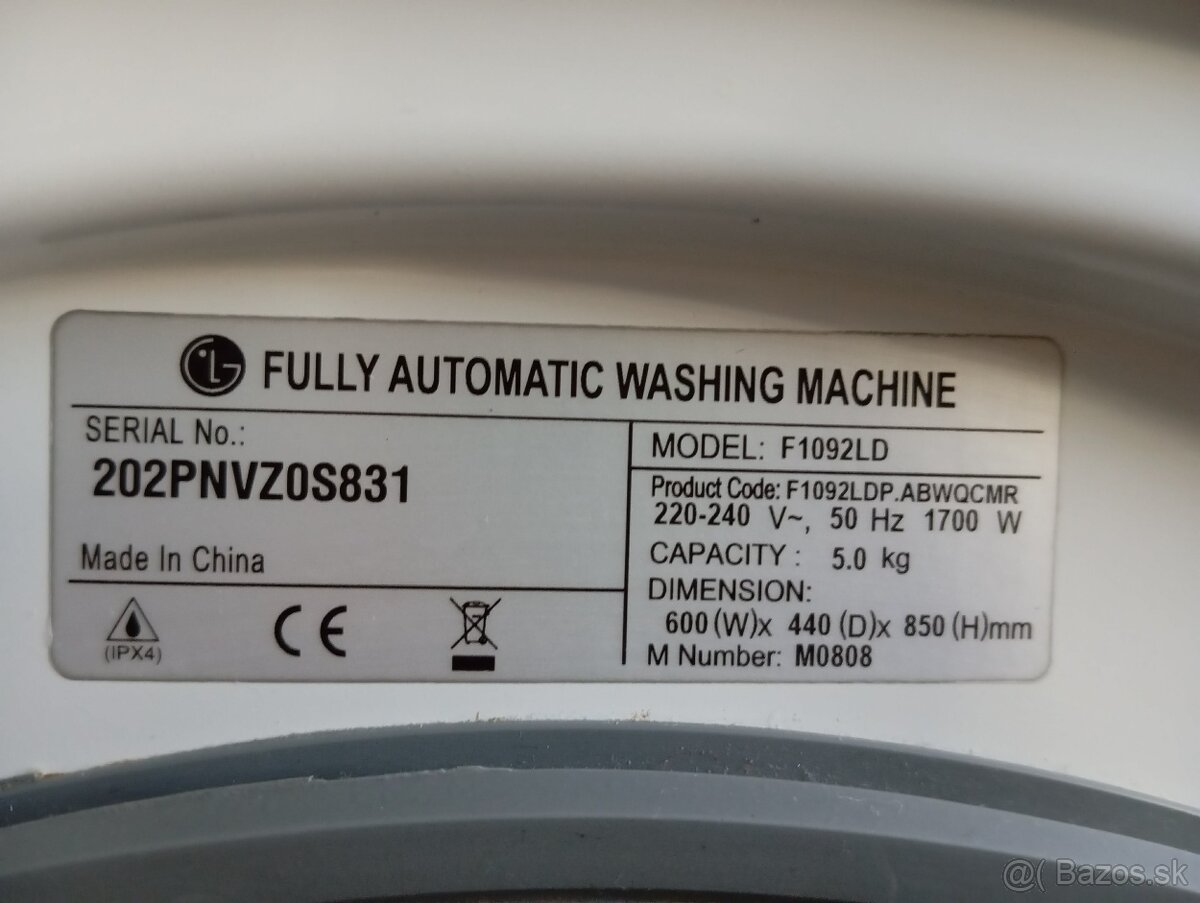 LG FULLY AUTOMATIC WASHING MACHINE
SERIAL No.:
202PNVZ0S831
Made In China
(IPX4)
CE
MODEL: F1092LD
Product Code: F1092LDP.ABWQCMR
220-240 V~, 50 Hz 1700 W
CAPACITY : 5.0 kg
DIMENSION:
600 (W)x 440 (D)x 850 (H)mm
M Number: M0808
@( Bazos.sk